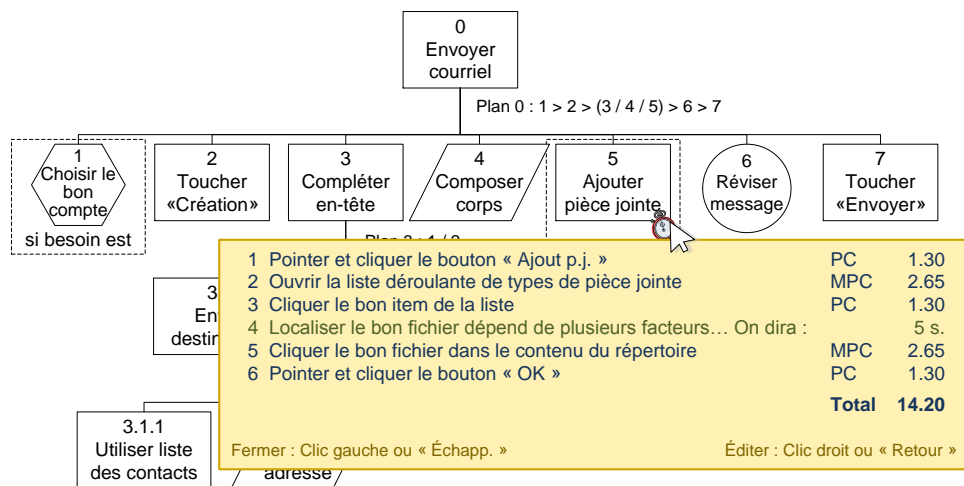 0
Envoyer
courriel
Plan 0 : 1 > 2 > (3 / 4 / 5) > 6 > 7
1
Choisir le
bon
compte
si besoin est
2
Toucher
«Création»
3
Compléter
en-tête
4
Composer
corps
5
Ajouter
pièce jointe
6
Réviser
message
7
Toucher
«Envoyer»
1 Pointer et cliquer le bouton « Ajout p.j. » PC 1.30
2 Ouvrir la liste déroulante de types de pièce jointe MPC 2.65
3 Cliquer le bon item de la liste PC 1.30
4 Localiser le bon fichier dépend de plusieurs facteurs… On dira : 5 s.
5 Cliquer le bon fichier dans le contenu du répertoire MPC 2.65
6 Pointer et cliquer le bouton « OK » PC 1.30
Total 14.20
Fermer : Clic gauche ou « Échapp. » Éditer : Clic droit ou « Retour »
3
En
destin
3.1.1
Utiliser liste
des contacts
adresse